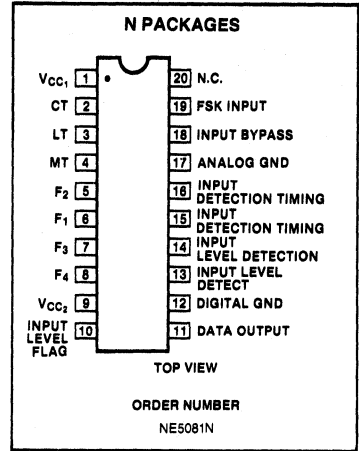 N PACKAGES
VCC1 1 20 N.C.
CT 2 19 FSK INPUT
LT 3 18 INPUT BYPASS
MT 4 17 ANALOG GND
F2 5 16 INPUT DETECTION TIMING
F1 6 15 INPUT DETECTION TIMING
F3 7 14 INPUT LEVEL DETECTION
F4 8 13 INPUT LEVEL DETECT
VCC2 9 12 DIGITAL GND
INPUT LEVEL FLAG 10 11 DATA OUTPUT
TOP VIEW
ORDER NUMBER
NE5081N